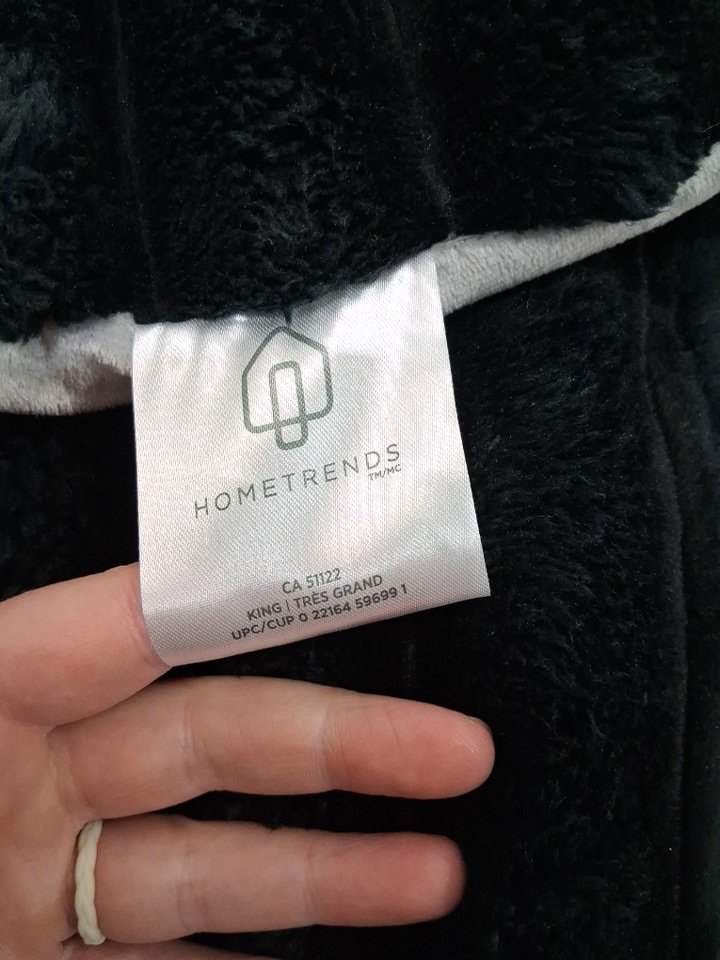 HOMETRENDS
TM/MC
CA 51122
KING | TRÈS GRAND
UPC/CUP 0 22164 59699 1